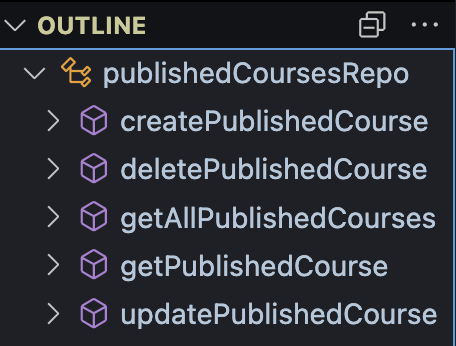 OUTLINE
publishedCoursesRepo
createPublishedCourse
deletePublishedCourse
getAllPublishedCourses
getPublishedCourse
updatePublishedCourse